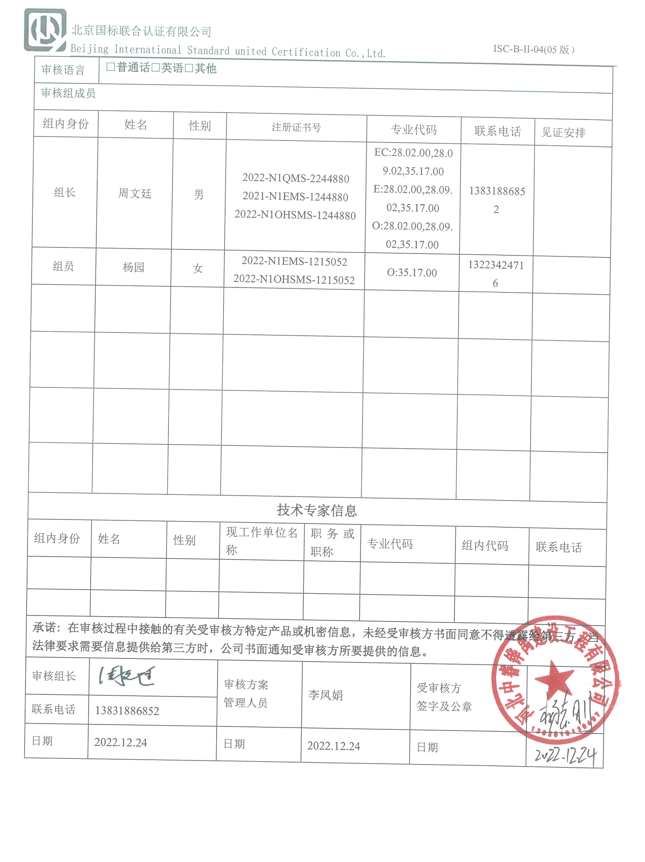 北京国标联合认证有限公司
Beijing International Standard united Certification Co.,Ltd.
ISC-B-II-04(05 版)
审核语言 □普通话□英语□其他
审核组成员
组内身份 姓名 性别 注册证书号 专业代码 联系电话 见证安排
组长 周文廷 男
2022-N1QMS-2244880
2021-N1EMS-1244880
2022-N1OHSMS-1244880
EC:28.02.00,28.0
9.02,35.17.00
E:28.02.00,28.09.
02,35.17.00
O:28.02.00,28.09.
02,35.17.00
1383188685
2
组员 杨园 女
2022-N1EMS-1215052
2022-N1OHSMS-1215052
O:35.17.00
1322342471
6
技术专家信息
组内身份 姓名 性别
现工作单位名
称
职 务 或
职称
专业代码 组内代码 联系电话
承诺：在审核过程中接触的有关受审核方特定产品或机密信息，未经受审核方书面同意不得透露给第三方。当
法律要求需要信息提供给第三方时，公司书面通知受审核方所要提供的信息。
审核组长
审核方案
管理人员
李凤娟
受审核方
签字及公章
联系电话 13831886852
日期 2022.12.24 日期 2022.12.24 日期 2022.12.24